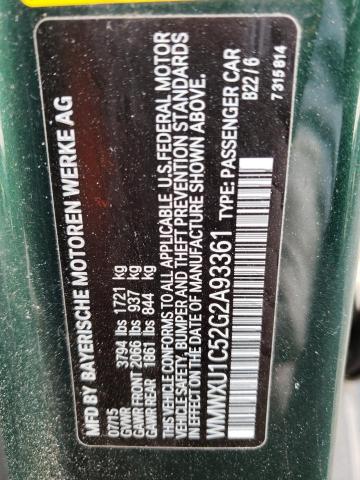 MFD BY BAYERISCHE MOTOREN WERKE AG
07/15
GVWR 3794 lbs 1721 kg
GAWR FRONT 2066 lbs 937 kg
GAWR REAR 1861 lbs 844 kg
THIS VEHICLE CONFORMS TO ALL APPLICABLE U.S. FEDERAL MOTOR
VEHICLE SAFETY, BUMPER AND THEFT PREVENTION STANDARDS
IN EFFECT ON THE DATE OF MANUFACTURE SHOWN ABOVE.
WMWXU1C52G2A93361 TYPE: PASSENGER CAR
B22/6
7 315 814